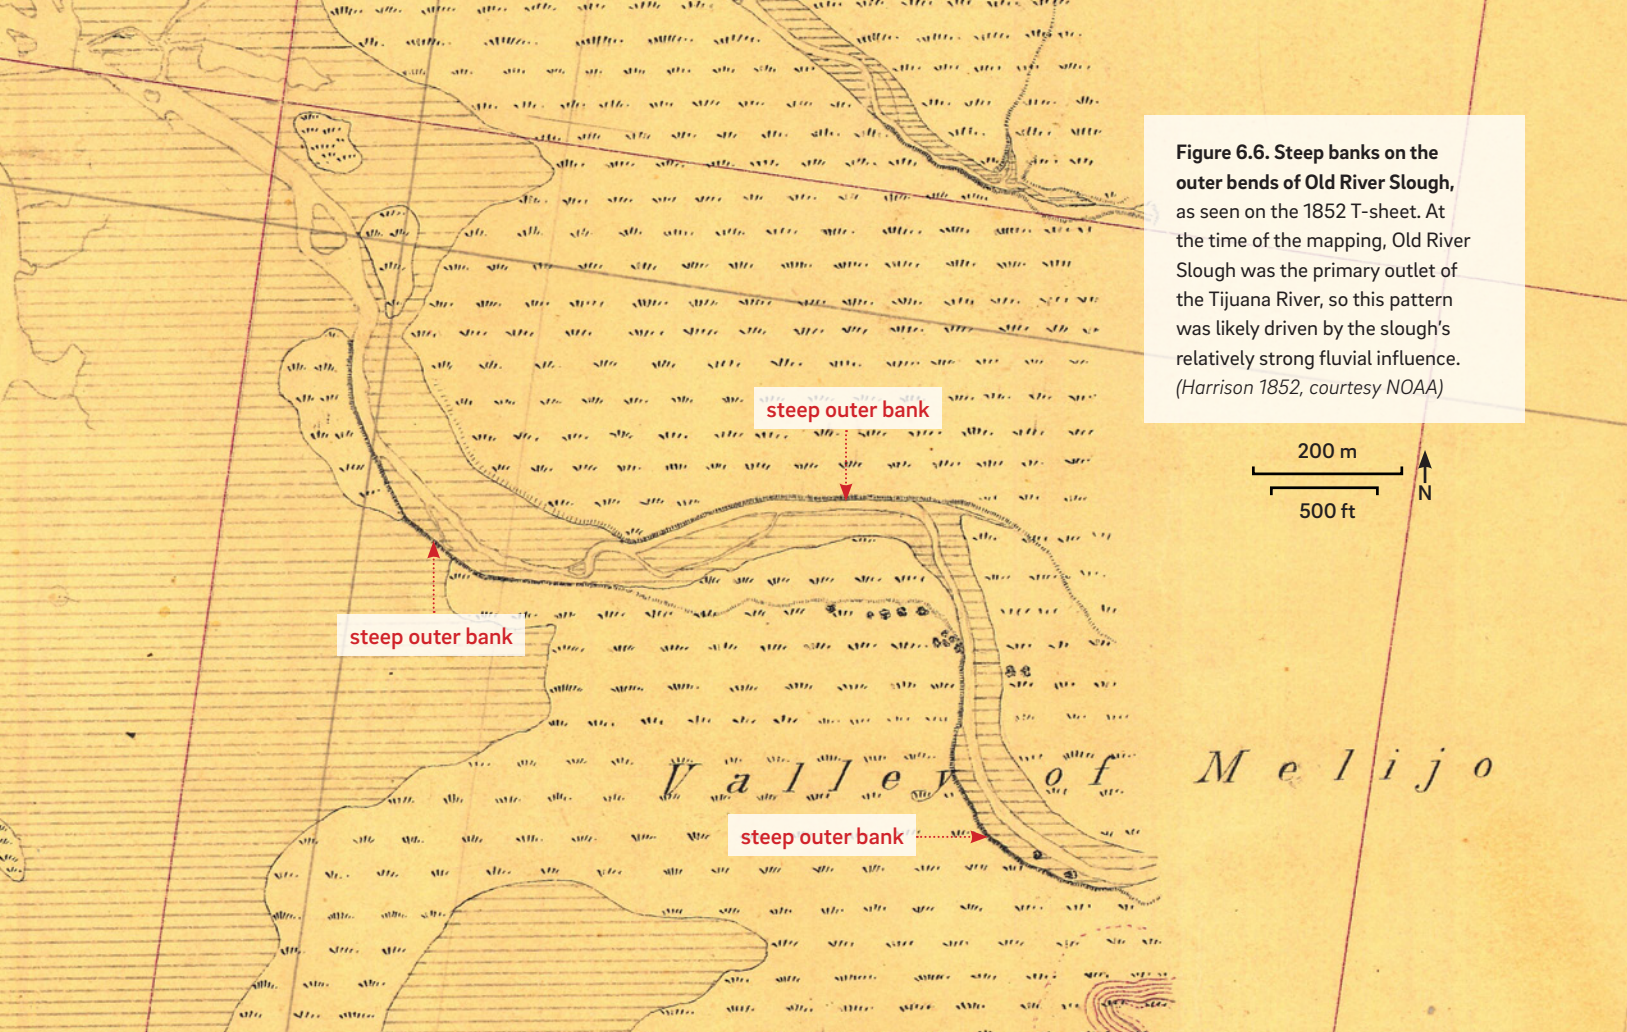 Figure 6.6. Steep banks on the
outer bends of Old River Slough,
as seen on the 1852 T-sheet. At
the time of the mapping, Old River
Slough was the primary outlet of
the Tijuana River, so this pattern
was likely driven by the slough's
relatively strong fluvial influence.
(Harrison 1852, courtesy NOAA)
steep outer bank
200 m
N
500 ft
steep outer bank
Valley of Melijo
steep outer bank